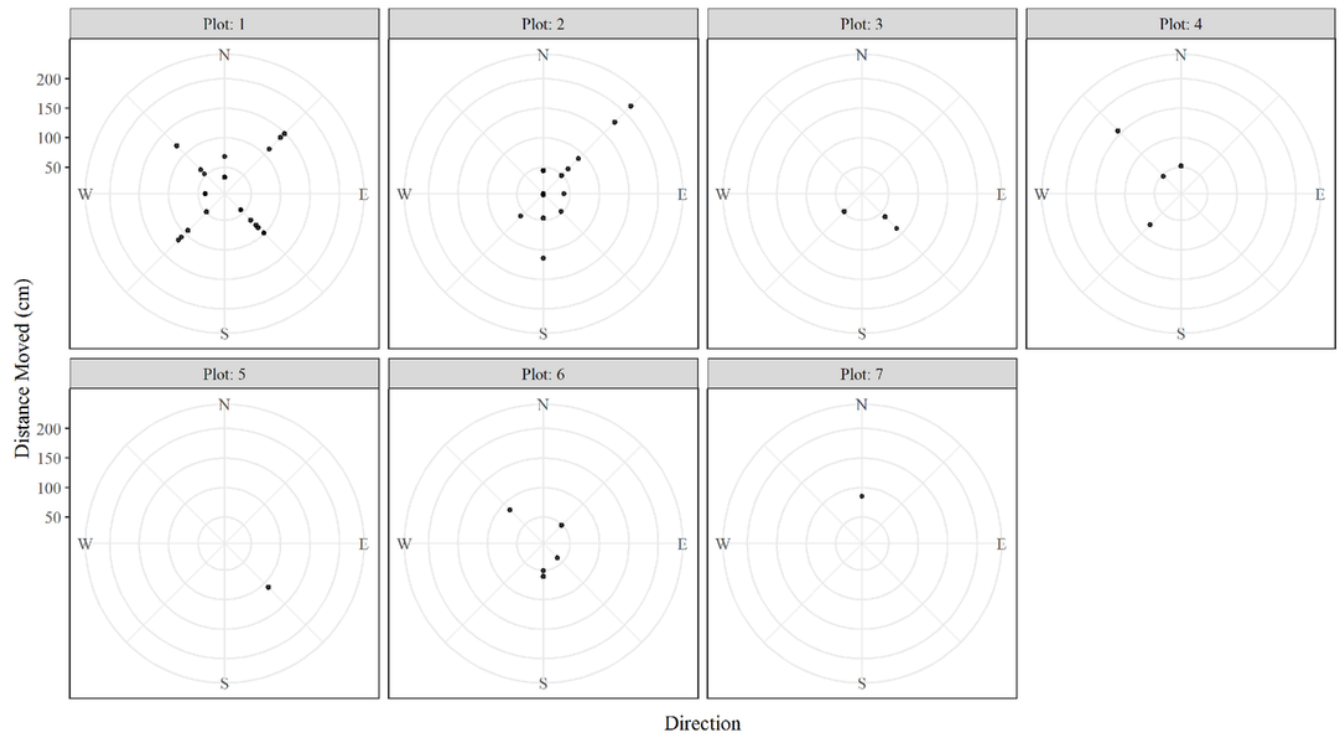 Plot: 1
Plot: 2
Plot: 3
Plot: 4
N
N
N
N
200
150
100
50
W
E
W
E
W
E
W
E
S
S
S
S
Distance Moved (cm)
Plot: 5
Plot: 6
Plot: 7
N
N
N
200
150
100
50
W
E
W
E
W
E
S
S
S
Direction